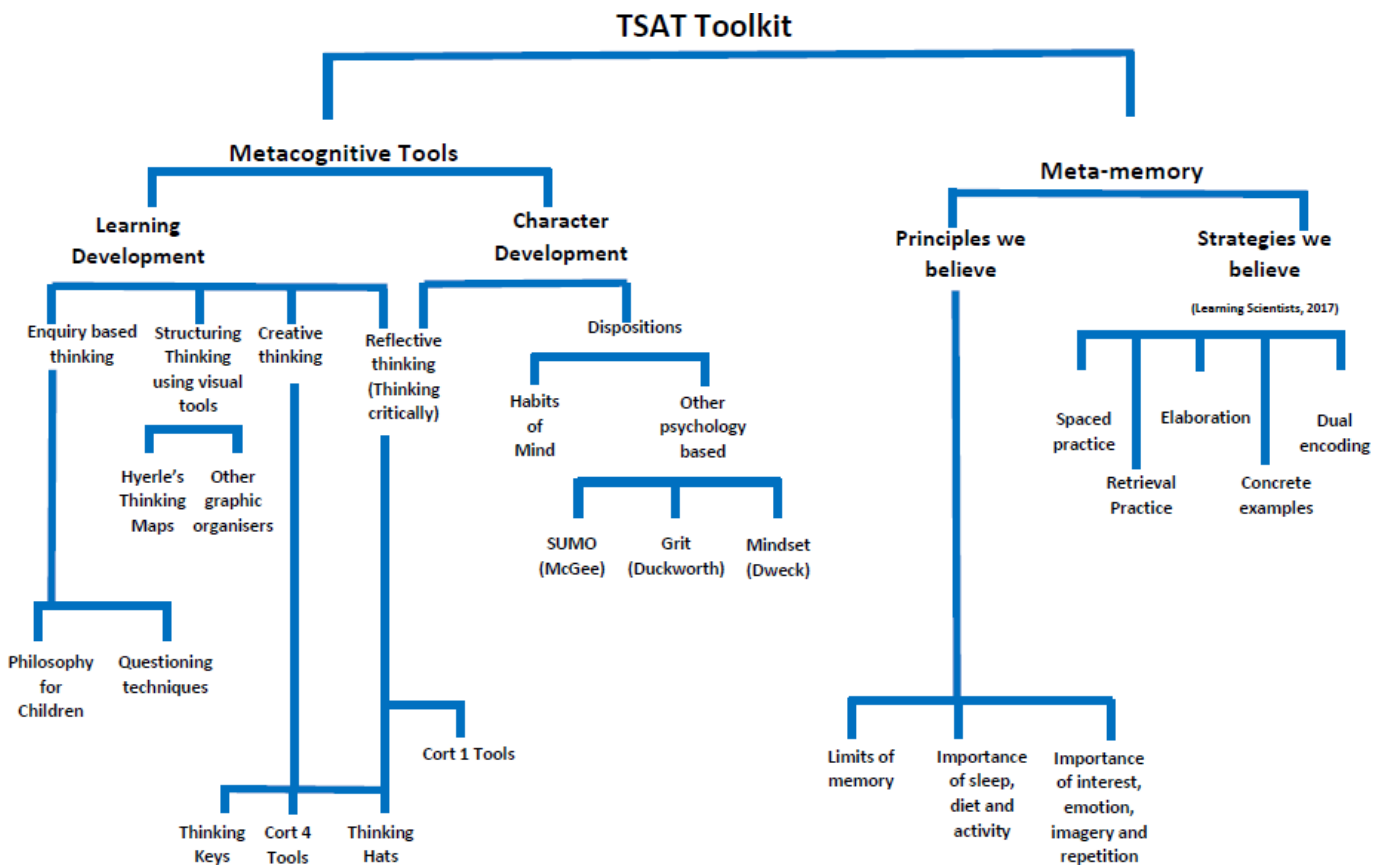 TSAT Toolkit
Metacognitive Tools
Meta-memory
Learning
Development
Character
Development
Principles we
believe
Strategies we
believe
(Learning Scientists, 2017)
Enquiry based
thinking
Structuring
Thinking
using visual
tools
Creative
thinking
Reflective
thinking
(Thinking
critically)
Dispositions
Habits
of
Mind
Other
psychology
based
Spaced
practice
Elaboration
Dual
encoding
Retrieval
Practice
Concrete
examples
Hyerle’s
Thinking
Maps
Other
graphic
organisers
SUMO
(McGee)
Grit
(Duckworth)
Mindset
(Dweck)
Philosophy
for
Children
Questioning
techniques
Cort 1 Tools
Limits of
memory
Importance
of sleep,
diet and
activity
Importance
of interest,
emotion,
imagery and
repetition
Thinking
Keys
Cort 4
Tools
Thinking
Hats